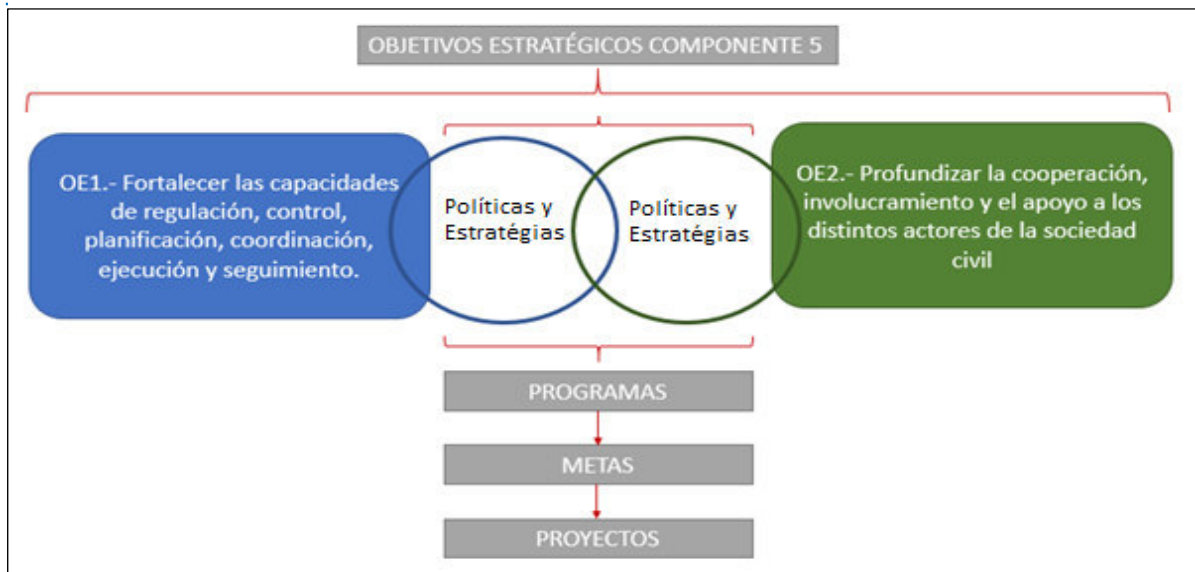 OBJETIVOS ESTRATÉGICOS COMPONENTE 5
OE1.- Fortalecer las capacidades
de regulación, control,
planificación, coordinación,
ejecución y seguimiento.
Políticas y
Estratégias
Políticas y
Estratégias
OE2.- Profundizar la cooperación,
involucramiento y el apoyo a los
distintos actores de la sociedad
civil
PROGRAMAS
METAS
PROYECTOS